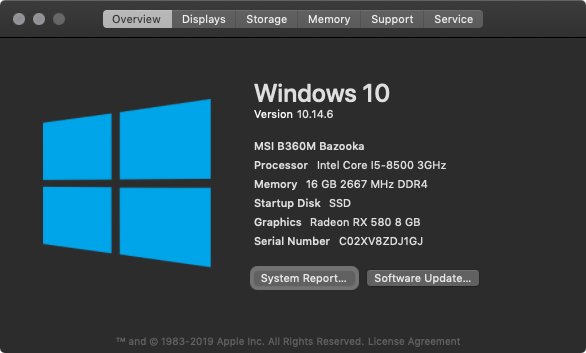 Overview Displays Storage Memory Support Service
Windows 10
Version 10.14.6
MSI B360M Bazooka
Processor Intel Core I5-8500 3GHz
Memory 16 GB 2667 MHz DDR4
Startup Disk SSD
Graphics Radeon RX 580 8 GB
Serial Number C02XV8ZDJ1GJ
System Report... Software Update...
™ and © 1983-2019 Apple Inc. All Rights Reserved. License Agreement